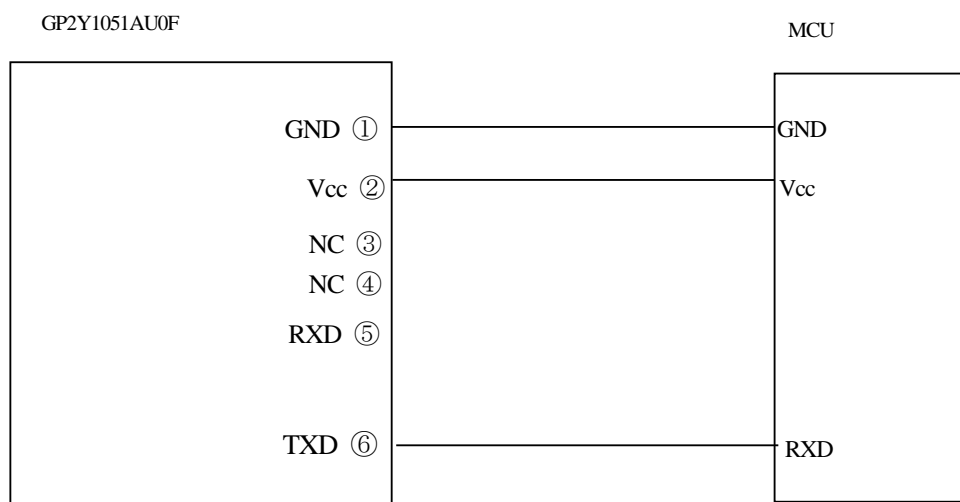 GP2Y1051AU0F
MCU
GND ①
GND
Vcc ②
Vcc
NC ③
NC ④
RXD ⑤
TXD ⑥
RXD